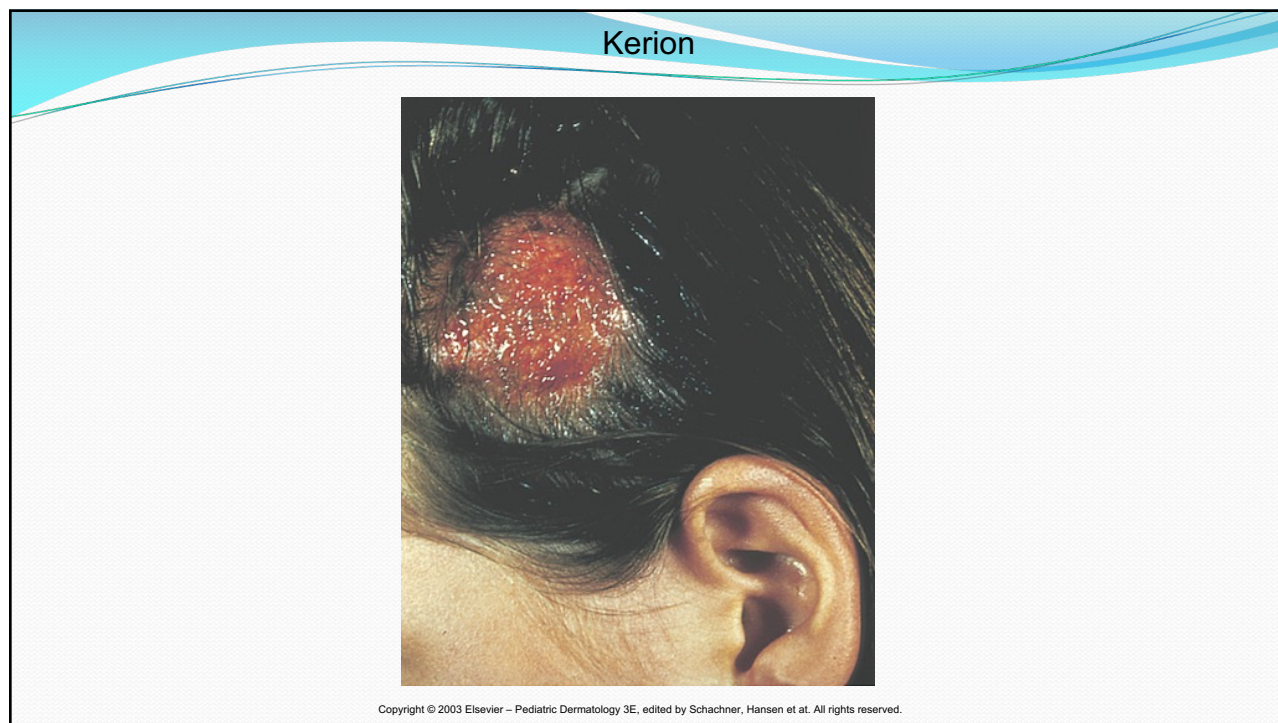 Kerion
Copyright © 2003 Elsevier – Pediatric Dermatology 3E, edited by Schachner, Hansen et at. All rights reserved.